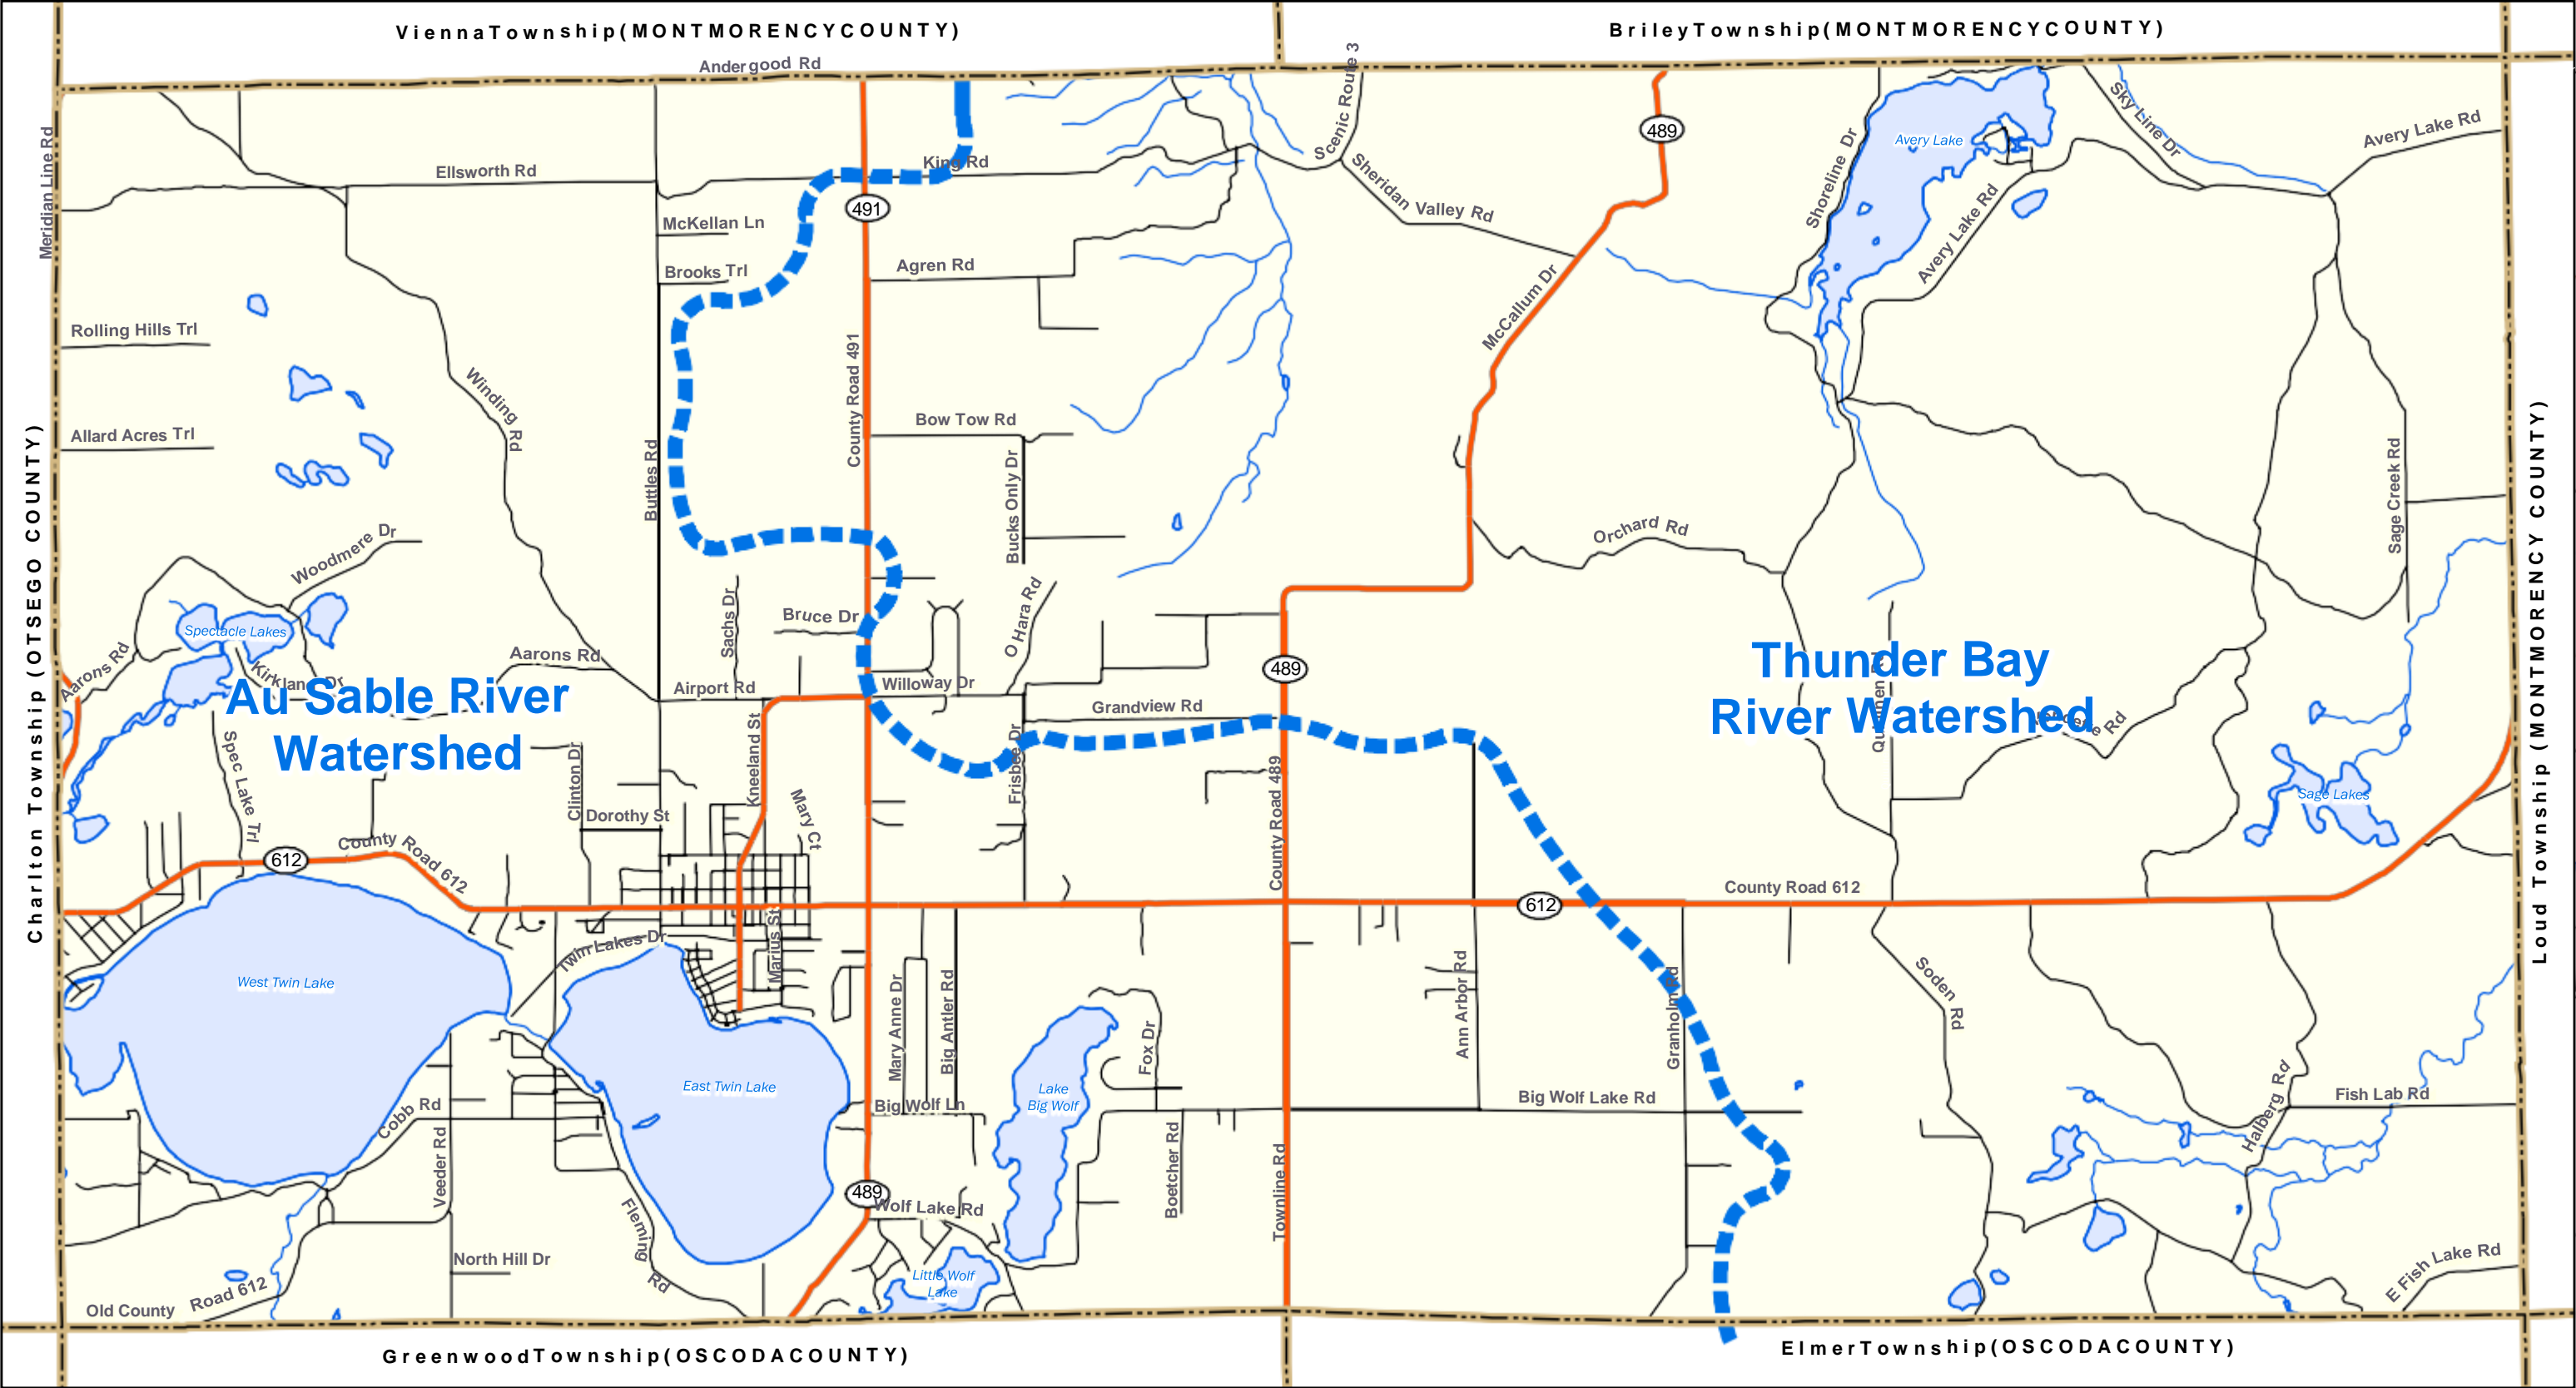 ViennaTownship(MONTMORENCYCOUNTY)
BrileyTownship(MONTMORENCYCOUNTY)
Andergood Rd
Scenic Route 3
489
Sky Line Dr
Avery Lake Rd
Avery Lake
Meridian Line Rd
Ellsworth Rd
King Rd
Shoreline Dr
Sheridan Valley Rd
491
McKellan Ln
Avery Lake Rd
Brooks Trl
Agren Rd
McCallum Dr
Rolling Hills Trl
County Road 491
Winding Rd
Allard Acres Trl
Bow Tow Rd
Buttles Rd
Bucks Only Dr
Sage Creek Rd
Woodmere Dr
Orchard Rd
Charlton Township (OTSEGO COUNTY)
Loud Township (MONTMORENCY COUNTY)
Spectacle Lakes
Sachs Dr
Bruce Dr
O Hara Rd
Aarons Rd
Aarons Rd
Kirkland Dr
Airport Rd
Willoway Dr
489
Thunder Bay
River Watershed
Au Sable River
Watershed
Grandview Rd
Spec Lake Trl
Clinton Dr
Kneeland St
Frisbee Dr
County Road 489
Sage Lakes
Dorothy St
Mary Ct
612
County Road 612
County Road 612
612
Twin Lakes Dr
Marius St
West Twin Lake
Mary Anne Dr
Big Antler Rd
Ann Arbor Rd
Granholm Rd
Soden Rd
Fox Dr
East Twin Lake
Lake
Big Wolf
Big Wolf Ln
Big Wolf Lake Rd
Fish Lab Rd
Halberg Rd
Cobb Rd
Veeder Rd
Boetcher Rd
Townline Rd
489
Wolf Lake Rd
Fleming Rd
North Hill Dr
Little Wolf
Lake
E Fish Lake Rd
Old County Road 612
GreenwoodTownship(OSCODACOUNTY)
ElmerTownship(OSCODACOUNTY)